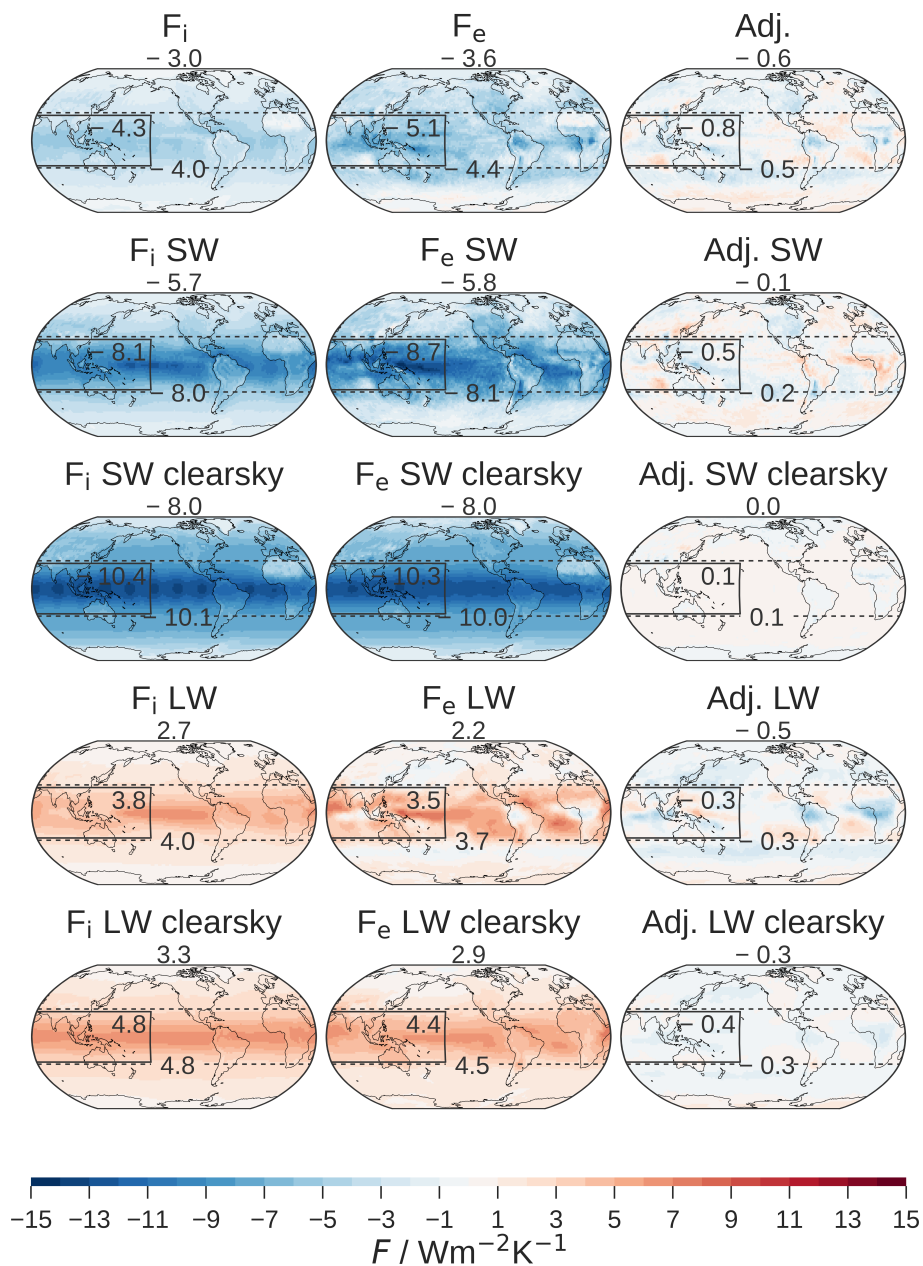 Fi Fe Adj.
− 3.0 − 3.6 − 0.6
− 4.3 − 5.1 − 0.8
− 4.0 − 4.4 − 0.5
Fi SW Fe SW Adj. SW
− 5.7 − 5.8 − 0.1
− 8.1 − 8.7 − 0.5
− 8.0 − 8.1 − 0.2
Fi SW clearsky Fe SW clearsky Adj. SW clearsky
− 8.0 − 8.0 0.0
− 10.4 − 10.3 0.1
− 10.1 − 10.0 0.1
Fi LW Fe LW Adj. LW
2.7 2.2 − 0.5
3.8 3.5 − 0.3
4.0 3.7 − 0.3
Fi LW clearsky Fe LW clearsky Adj. LW clearsky
3.3 2.9 − 0.3
4.8 4.4 − 0.4
4.8 4.5 − 0.3
−15 −13 −11 −9 −7 −5 −3 −1 1 3 5 7 9 11 13 15
F / Wm−2K−1